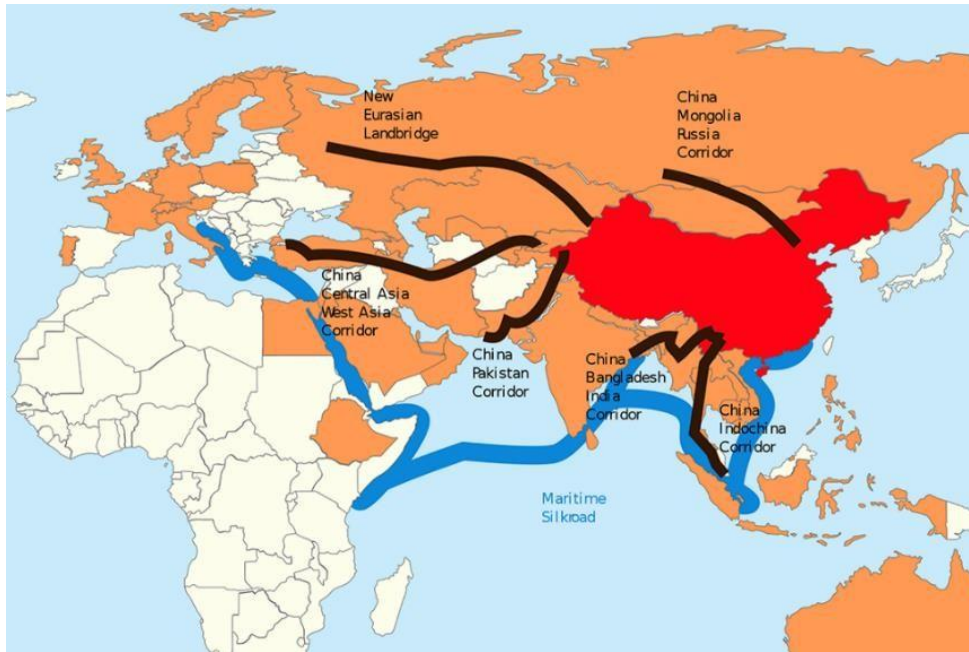 New
Eurasian
Landbridge
China
Mongolia
Russia
Corridor
China
Central Asia
West Asia
Corridor
China
Pakistan
Corridor
China
Bangladesh
India
Corridor
China
Indochina
Corridor
Maritime
Silkroad